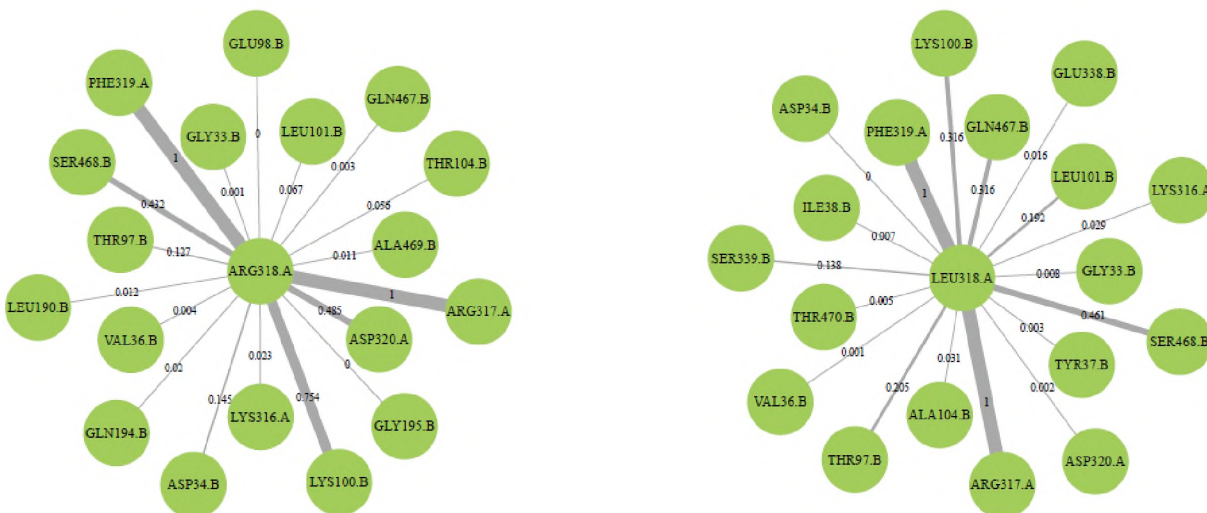 GLU98.B
PHE319.A
GLN467.B
GLY33.B
LEU101.B
0
1
SER468.B
THR104.B
0.003
0.001
0.067
0.056
0.432
THR97.B
0.127
ALA469.B
0.011
ARG318.A
LEU190.B
0.012
1
ARG317.A
0.485
0.004
VAL36.B
ASP320.A
0.023
0
0.02
0.145
0.754
LYS316.A
GLN194.B
GLY195.B
ASP34.B
LYS100.B
LYS100.B
GLU338.B
ASP34.B
PHE319.A
GLN467.B
0.316
0.016
LEU101.B
0
1
0.316
LYS316.A
0.192
0.029
ILE38.B
0.007
SER339.B
0.138
GLY33.B
0.008
LEU318.A
THR470.B
0.005
0.461
SER468.B
0.003
0.001
TYR37.B
0.031
0.002
0.205
VAL36.B
1
ALA104.B
THR97.B
ASP320.A
ARG317.A